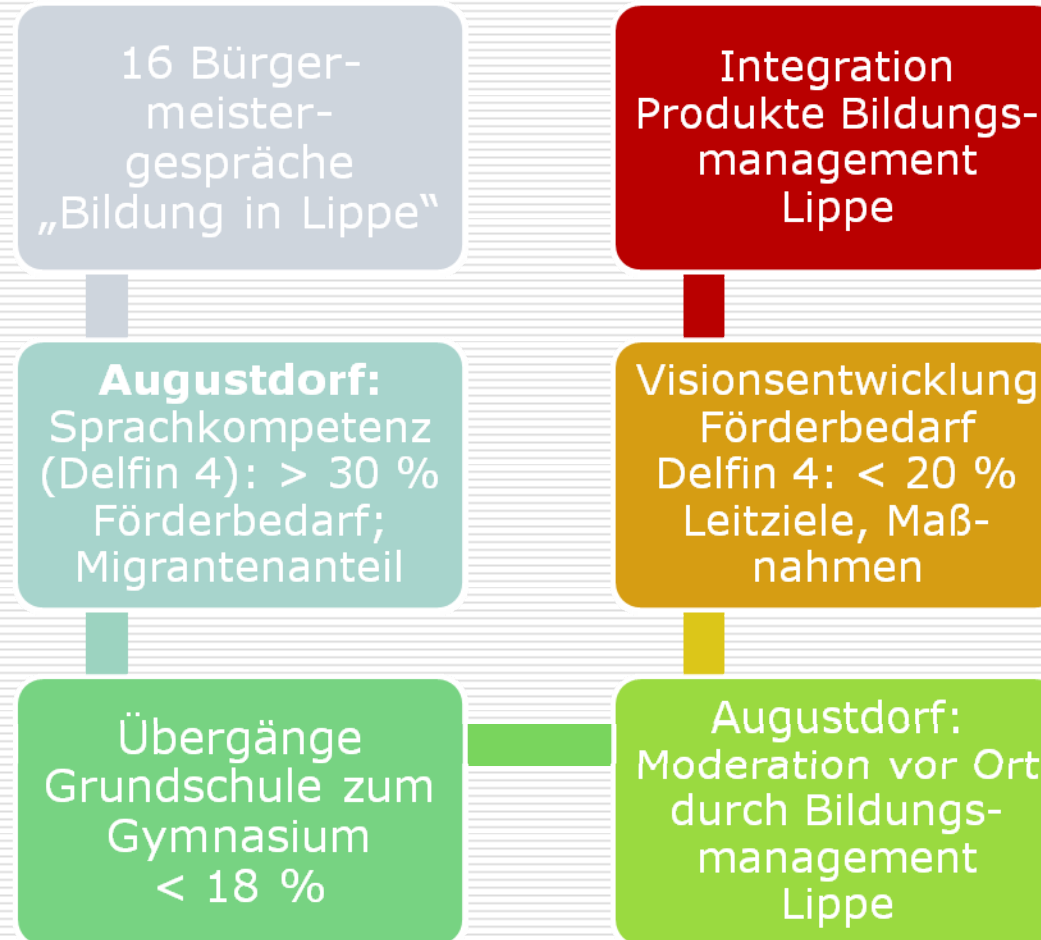 16 Bürger-
meister-
gespräche
„Bildung in Lippe“
Augustdorf:
Sprachkompetenz
(Delfin 4): > 30 %
Förderbedarf;
Migrantenanteil
Übergänge
Grundschule zum
Gymnasium
< 18 %
Augustdorf:
Moderation vor Ort
durch Bildungs-
management
Lippe
Visionsentwicklung
Förderbedarf
Delfin 4: < 20 %
Leitziele, Maß-
nahmen
Integration
Produkte Bildungs-
management
Lippe